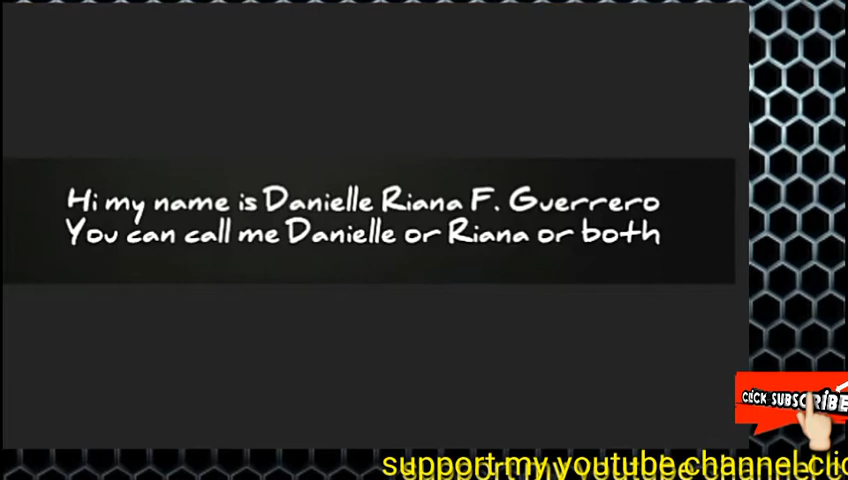 Hi my name is Danielle Riana F. Guerrero
You can call me Danielle or Riana or both
CLICK SUBSCRIBE
support my youtube channel clic